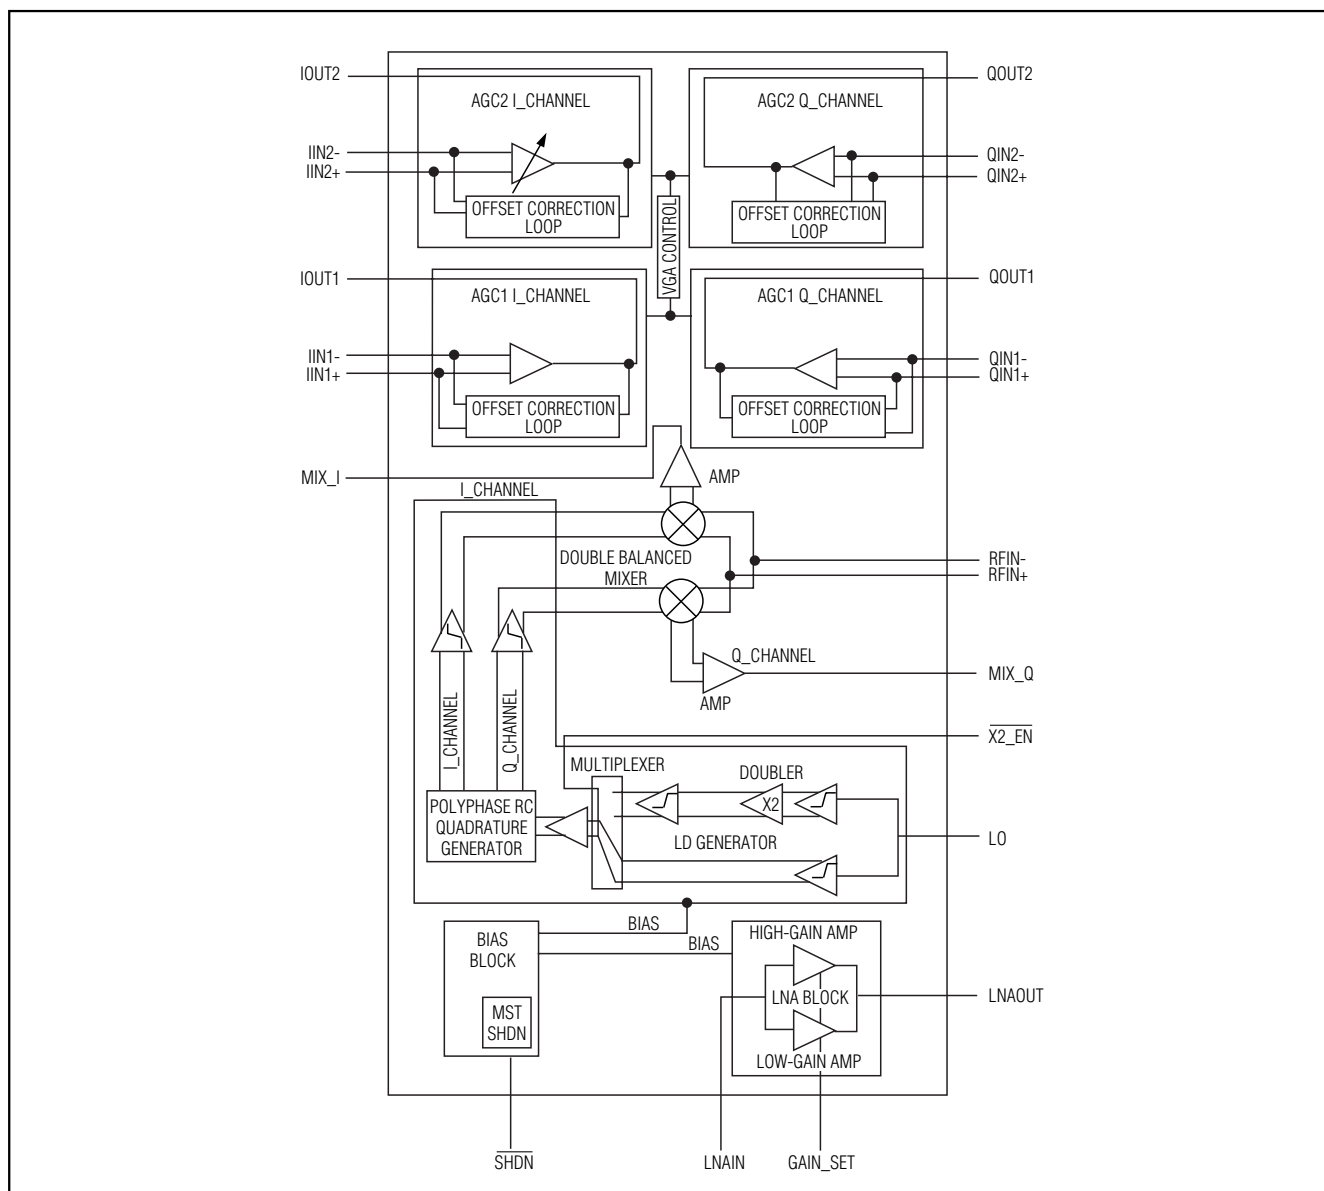 IOUT2
QOUT2
AGC2 I_CHANNEL
AGC2 Q_CHANNEL
IIN2-
IIN2+
QIN2-
QIN2+
OFFSET CORRECTION
LOOP
OFFSET CORRECTION
LOOP
VGA CONTROL
IOUT1
QOUT1
AGC1 I_CHANNEL
AGC1 Q_CHANNEL
IIN1-
IIN1+
QIN1-
QIN1+
OFFSET CORRECTION
LOOP
OFFSET CORRECTION
LOOP
MIX_I
AMP
I_CHANNEL
DOUBLE BALANCED
MIXER
RFIN-
RFIN+
Q_CHANNEL
MIX_Q
AMP
I_CHANNEL
Q_CHANNEL
X2_EN
MULTIPLEXER
DOUBLER
X2
POLYPHASE RC
QUADRATURE
GENERATOR
LD GENERATOR
LO
BIAS
BIAS
BIAS
BLOCK
MST
SHDN
HIGH-GAIN AMP
LNA BLOCK
LOW-GAIN AMP
LNAOUT
SHDN
LNAIN
GAIN_SET